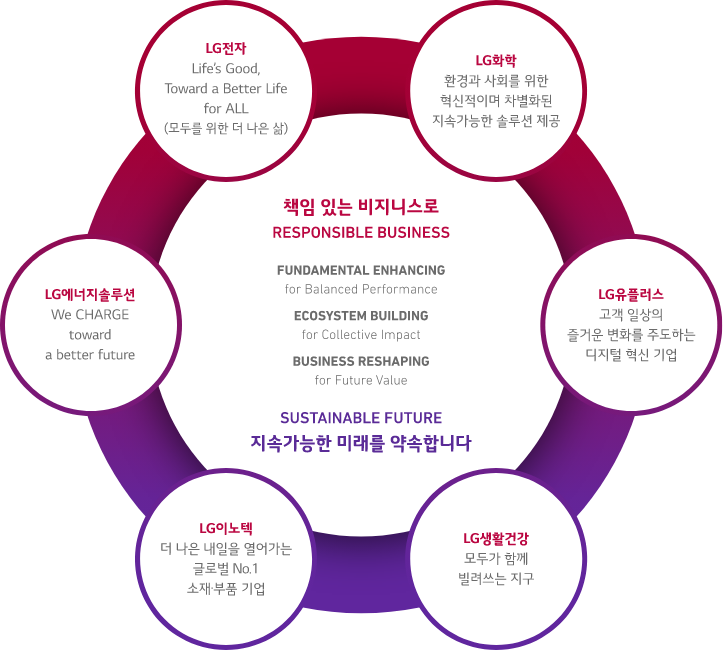 LG전자
Life's Good,
Toward a Better Life
for ALL
(모두를 위한 더 나은 삶)
LG화학
환경과 사회를 위한
혁신적이며 차별화된
지속가능한 솔루션 제공
책임 있는 비지니스로
RESPONSIBLE BUSINESS
FUNDAMENTAL ENHANCING
for Balanced Performance
ECOSYSTEM BUILDING
for Collective Impact
BUSINESS RESHAPING
for Future Value
SUSTAINABLE FUTURE
지속가능한 미래를 약속합니다
LG에너지솔루션
We CHARGE
toward
a better future
LG유플러스
고객 일상의
즐거운 변화를 주도하는
디지털 혁신 기업
LG이노텍
더 나은 내일을 열어가는
글로벌 No.1
소재·부품 기업
LG생활건강
모두가 함께
빌려쓰는 지구